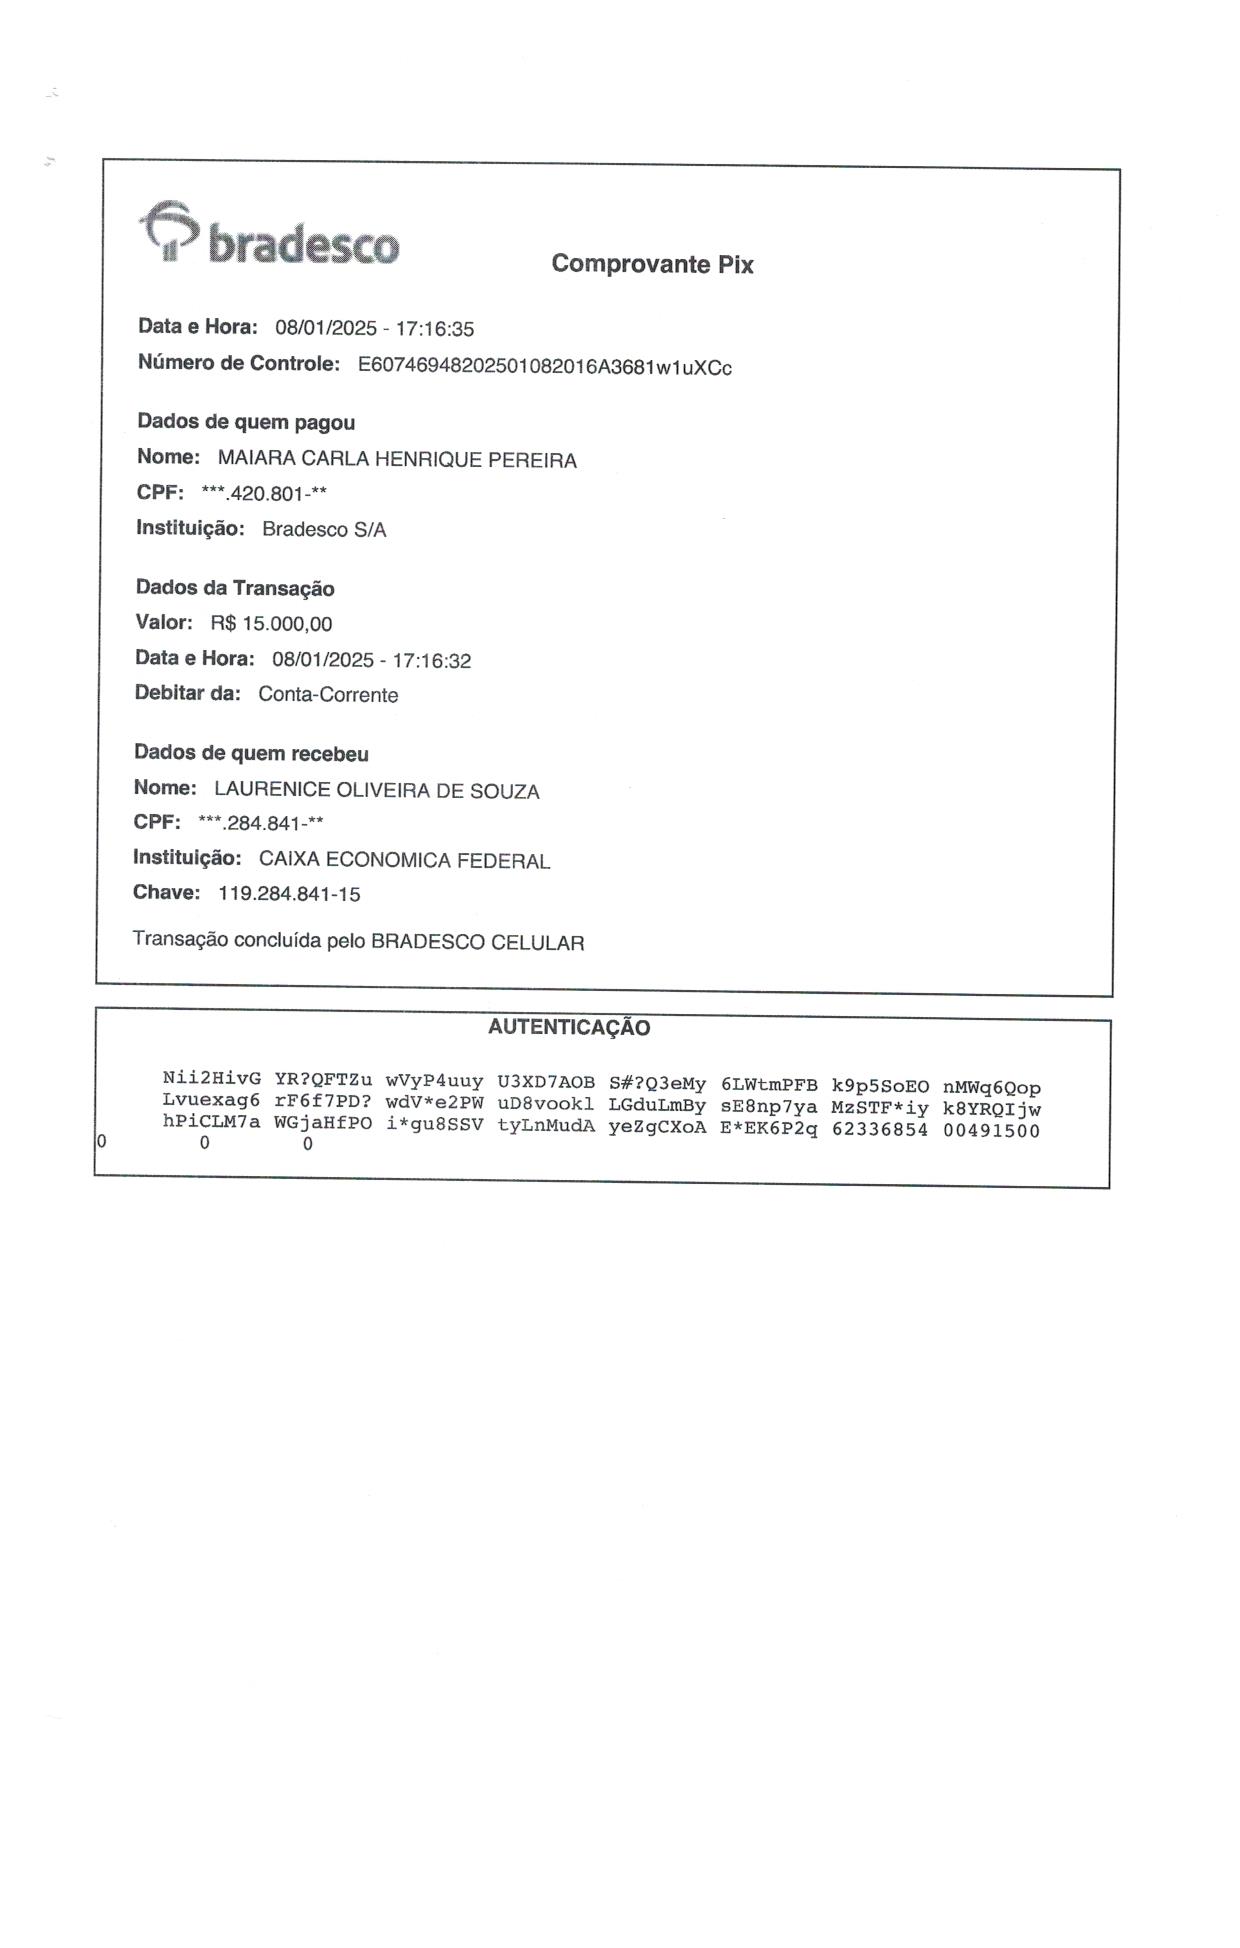 bradesco
Comprovante Pix
Data e Hora: 08/01/2025 - 17:16:35
Número de Controle: E60746948202501082016A3681w1uXCc
Dados de quem pagou
Nome: MAIARA CARLA HENRIQUE PEREIRA
CPF: ***.420.801-**
Instituição: Bradesco S/A
Dados da Transação
Valor: R$ 15.000,00
Data e Hora: 08/01/2025 - 17:16:32
Debitar da: Conta-Corrente
Dados de quem recebeu
Nome: LAURENICE OLIVEIRA DE SOUZA
CPF: ***.284.841-**
Instituição: CAIXA ECONOMICA FEDERAL
Chave: 119.284.841-15
Transação concluída pelo BRADESCO CELULAR
AUTENTICAÇÃO
Nii2HivG YR?QFTZu wVyP4uuy U3XD7AOB S#?Q3eMy 6LWtmPFB k9p5SoEO nMWq6Qop
Lvuexag6 rF6f7PD? wdV*e2PW uD8vookl LGduLmBy sE8np7ya MzSTF*iy k8YRQIjw
hPiCLM7a WGjaHfPO i*gu8SSV tyLnMudA yeZgCXoA E*EK6P2q 62336854 00491500
0 0 0